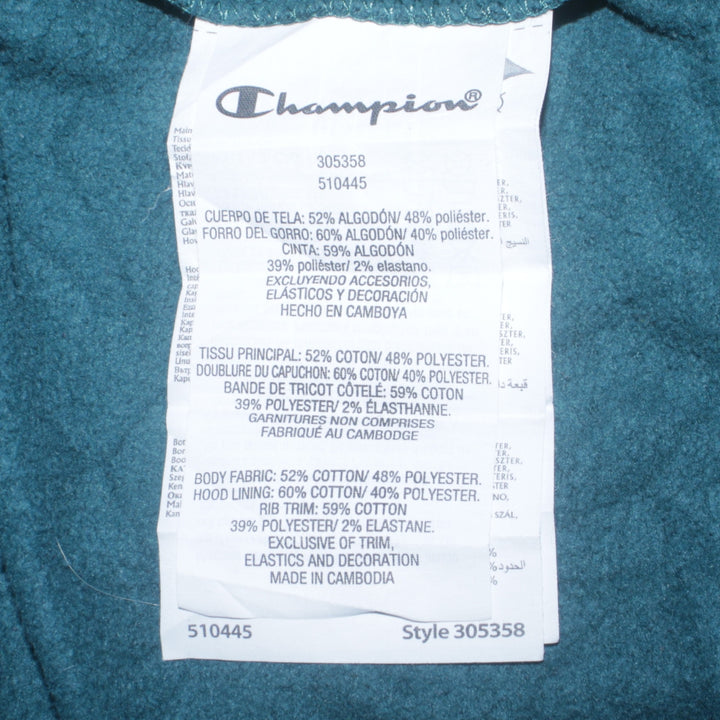 Champion®
305358
510445
CUERPO DE TELA: 52% ALGODÓN/ 48% poliéster.
FORRO DEL GORRO: 60% ALGODÓN/ 40% poliéster.
CINTA: 59% ALGODÓN
39% poliéster/ 2% elastano.
EXCLUYENDO ACCESORIOS,
ELÁSTICOS Y DECORACIÓN
HECHO EN CAMBOYA
TISSU PRINCIPAL: 52% COTON/ 48% POLYESTER.
DOUBLURE DU CAPUCHON: 60% COTON/ 40% POLYESTER.
BANDE DE TRICOT CÔTELÉ: 59% COTON
39% POLYESTER/ 2% ÉLASTHANNE.
GARNITURES NON COMPRISES
FABRIQUÉ AU CAMBODGE
BODY FABRIC: 52% COTTON/ 48% POLYESTER.
HOOD LINING: 60% COTTON/ 40% POLYESTER.
RIB TRIM: 59% COTTON
39% POLYESTER/ 2% ELASTANE.
EXCLUSIVE OF TRIM,
ELASTICS AND DECORATION
MADE IN CAMBODIA
510445 Style 305358